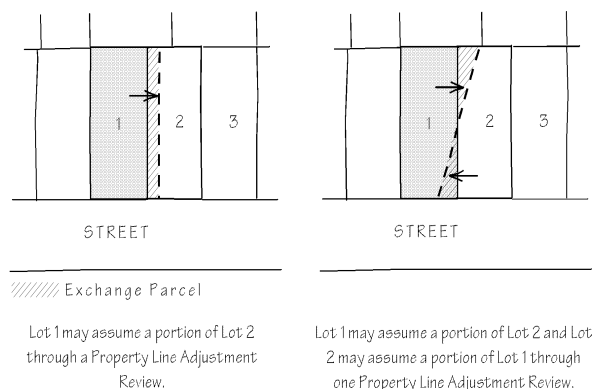 1
2
3
1
2
3
STREET
STREET
Exchange Parcel
Lot 1 may assume a portion of Lot 2
through a Property Line Adjustment
Review.
Lot 1 may assume a portion of Lot 2 and Lot
2 may assume a portion of Lot 1 through
one Property Line Adjustment Review.